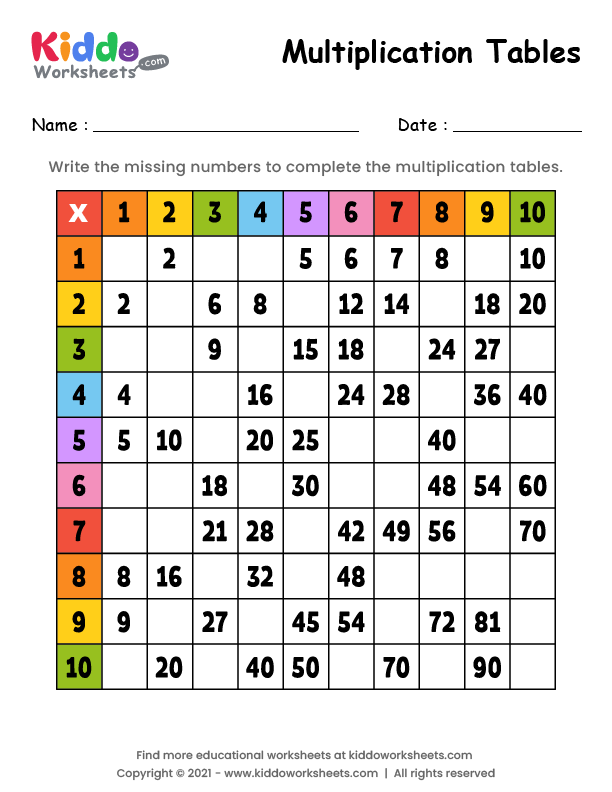 Kiddo
Worksheets.com
Multiplication Tables
Name : Date :
Write the missing numbers to complete the multiplication tables.
X 1 2 3 4 5 6 7 8 9 10
1 2 5 6 7 8 10
2 2 6 8 12 14 18 20
3 9 15 18 24 27
4 4 16 24 28 36 40
5 5 10 20 25 40
6 18 30 48 54 60
7 21 28 42 49 56 70
8 8 16 32 48
9 9 27 45 54 72 81
10 20 40 50 70 90
Find more educational worksheets at kiddoworksheets.com
Copyright © 2021 - www.kiddoworksheets.com | All rights reserved